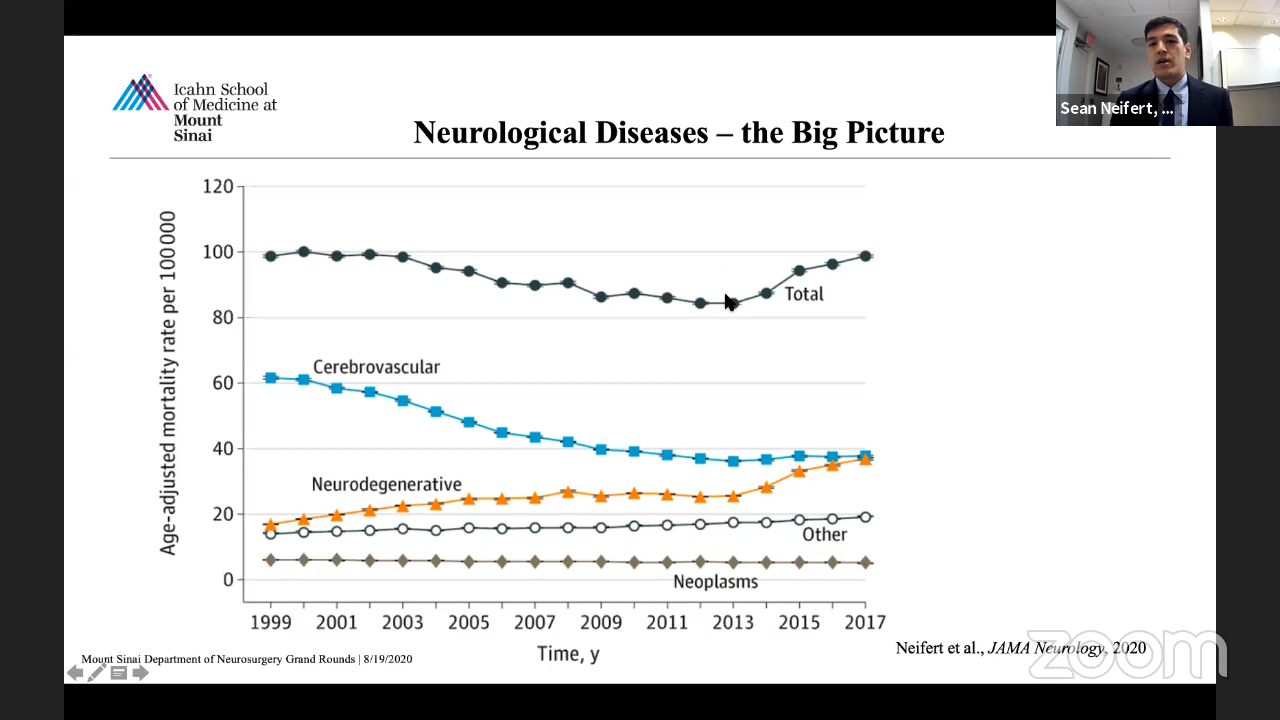 Icahn School
of Medicine at
Mount
Sinai
Sean Neifert, ...
Neurological Diseases – the Big Picture
120
100
80
60
40
20
0
Age-adjusted mortality rate per 100000
Total
Cerebrovascular
Neurodegenerative
Other
Neoplasms
1999 2001 2003 2005 2007 2009 2011 2013 2015 2017
Time, y
Mount Sinai Department of Neurosurgery Grand Rounds | 8/19/2020
Neifert et al., JAMA Neurology, 2020
zoom